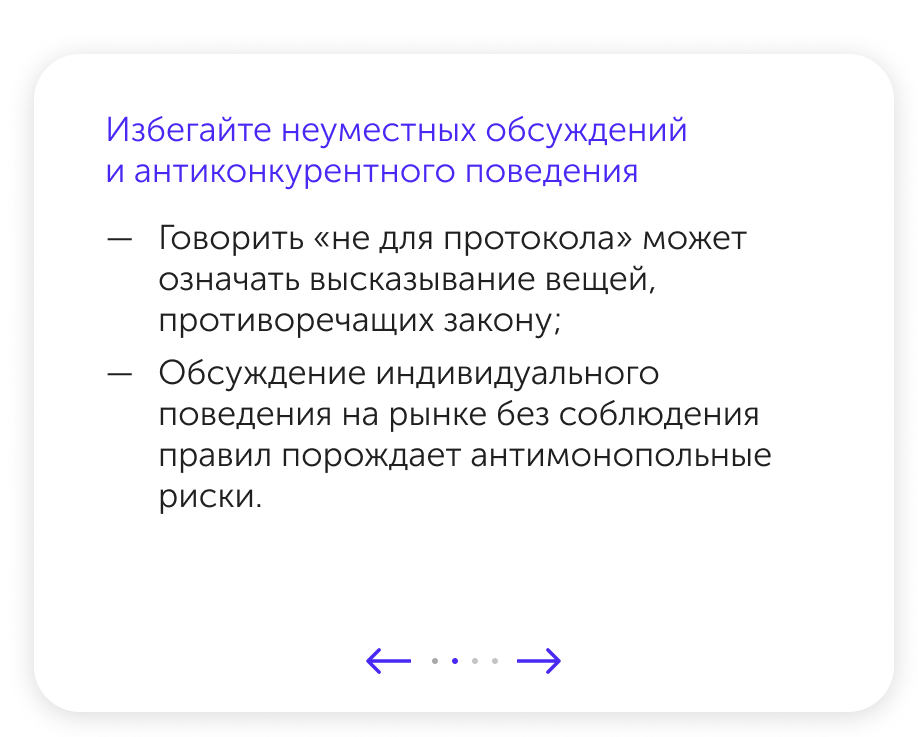 Избегайте неуместных обсуждений
и антиконкурентного поведения
— Говорить «не для протокола» может
означать высказывание вещей,
противоречащих закону;
— Обсуждение индивидуального
поведения на рынке без соблюдения
правил порождает антимонопольные
риски.